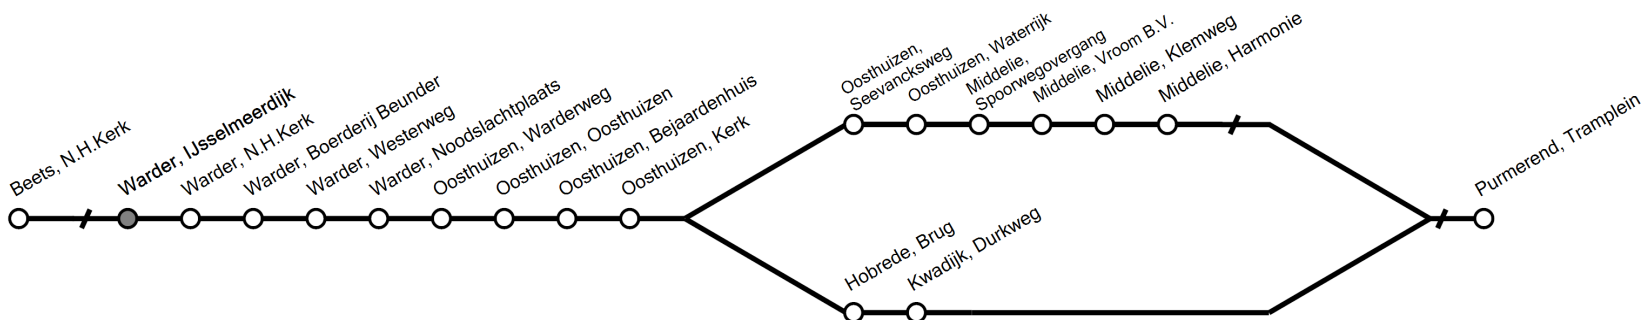 Beets, N.H.Kerk
Warder, IJsselmeerdijk
Warder, N.H.Kerk
Warder, Boerderij Beunder
Warder, Westerweg
Warder, Noodslachtplaats
Oosthuizen, Warderweg
Oosthuizen, Oosthuizen
Oosthuizen, Bejaardenhuis
Oosthuizen, Kerk
Oosthuizen,
Seevancksweg
Oosthuizen, Waterrijk
Middelie,
Spoorwegovergang
Middelie, Vroom B.V.
Middelie, Klemweg
Middelie, Harmonie
Hobrede, Brug
Kwadijk, Durkweg
Purmerend, Tramplein